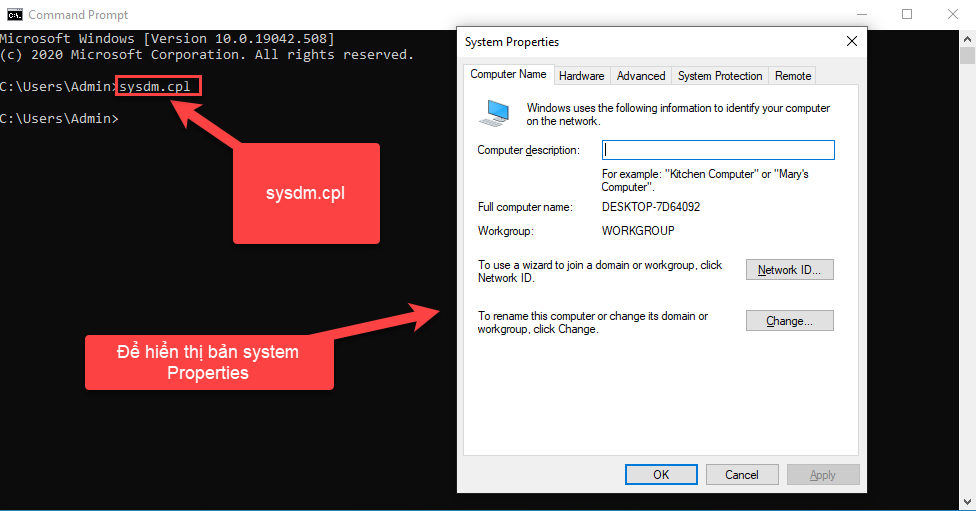 Command Prompt
Microsoft Windows [Version 10.0.19042.508]
(c) 2020 Microsoft Corporation. All rights reserved.
C:\Users\Admin>sysdm.cpl
C:\Users\Admin>
sysdm.cpl
Để hiển thị bản system
Properties
System Properties
Computer Name Hardware Advanced System Protection Remote
Windows uses the following information to identify your computer
on the network.
Computer description:
For example: "Kitchen Computer" or "Mary's
Computer".
Full computer name: DESKTOP-7D64092
Workgroup: WORKGROUP
To use a wizard to join a domain or workgroup, click
Network ID.
Network ID...
To rename this computer or change its domain or
workgroup, click Change.
Change...
OK Cancel Apply